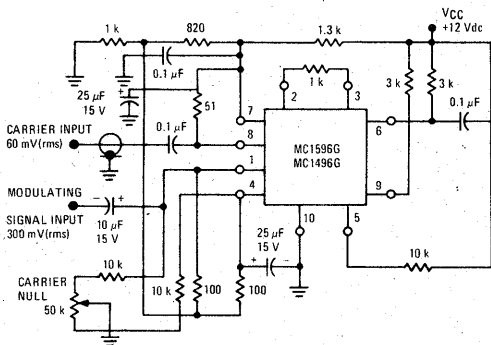 1 k
820
1.3 k
VCC
+12 Vdc
0.1 μF
25 μF
15 V
51
1 k
2
3
3 k
3 k
0.1 μF
CARRIER INPUT
60 mV(rms)
0.1 μF
7
8
1
4
MC1596G
MC1496G
6
9
10
5
MODULATING
SIGNAL INPUT
300 mV(rms)
10 μF
15 V
25 μF
15 V
10 k
CARRIER
NULL
50 k
10 k
10 k
100
100
+
-
+
+
-